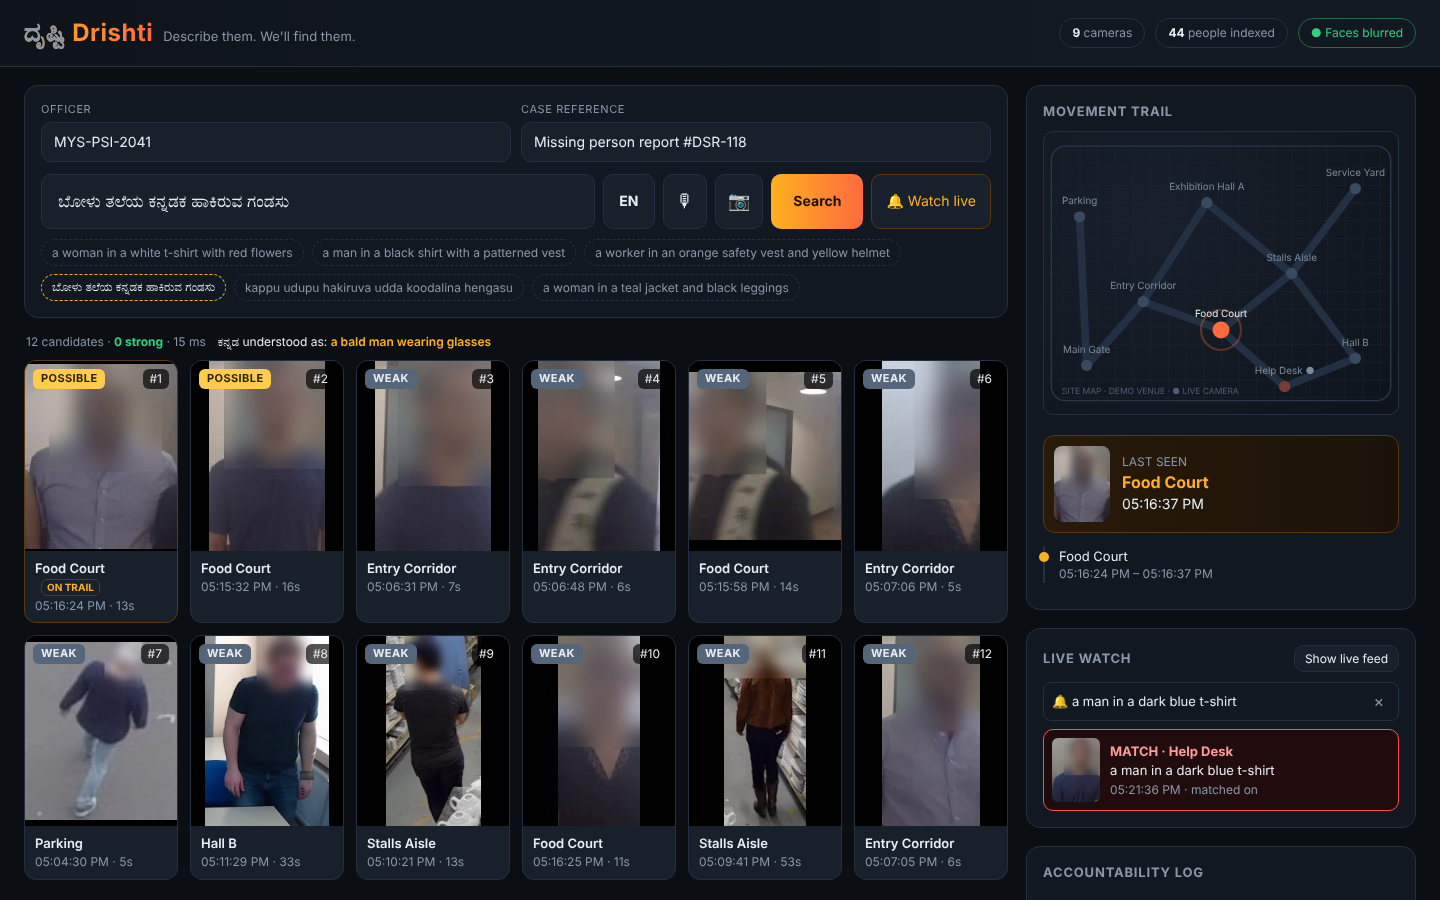 ದೃಷ್ಟಿ Drishti Describe them. We'll find them.
9 cameras
44 people indexed
● Faces blurred
OFFICER
MYS-PSI-2041
CASE REFERENCE
Missing person report #DSR-118
ಬೋಳು ತಲೆಯ ಕನ್ನಡಕ ಹಾಕಿರುವ ಗಂಡಸು
EN
Search
🔔 Watch live
a woman in a white t-shirt with red flowers
a man in a black shirt with a patterned vest
a worker in an orange safety vest and yellow helmet
ಬೋಳು ತಲೆಯ ಕನ್ನಡಕ ಹಾಕಿರುವ ಗಂಡಸು
kappu udupu hakiruva udda koodalina hengasu
a woman in a teal jacket and black leggings
12 candidates · 0 strong · 15 ms ಕನ್ನಡ understood as: a bald man wearing glasses
POSSIBLE #1
Food Court
ON TRAIL
05:16:24 PM · 13s
POSSIBLE #2
Food Court
05:15:32 PM · 16s
WEAK #3
Entry Corridor
05:06:31 PM · 7s
WEAK #4
Entry Corridor
05:06:48 PM · 6s
WEAK #5
Food Court
05:15:58 PM · 14s
WEAK #6
Entry Corridor
05:07:06 PM · 5s
WEAK #7
Parking
05:04:30 PM · 5s
WEAK #8
Hall B
05:11:29 PM · 33s
WEAK #9
Stalls Aisle
05:10:21 PM · 13s
WEAK #10
Food Court
05:16:25 PM · 11s
WEAK #11
Stalls Aisle
05:09:41 PM · 53s
WEAK #12
Entry Corridor
05:07:05 PM · 6s
MOVEMENT TRAIL
Service Yard
Exhibition Hall A
Parking
Stalls Aisle
Entry Corridor
Food Court
Hall B
Main Gate
Help Desk ●
SITE MAP · DEMO VENUE · ● LIVE CAMERA
LAST SEEN
Food Court
05:16:37 PM
Food Court
05:16:24 PM – 05:16:37 PM
LIVE WATCH
Show live feed
🔔 a man in a dark blue t-shirt ×
MATCH · Help Desk
a man in a dark blue t-shirt
05:21:36 PM · matched on
ACCOUNTABILITY LOG